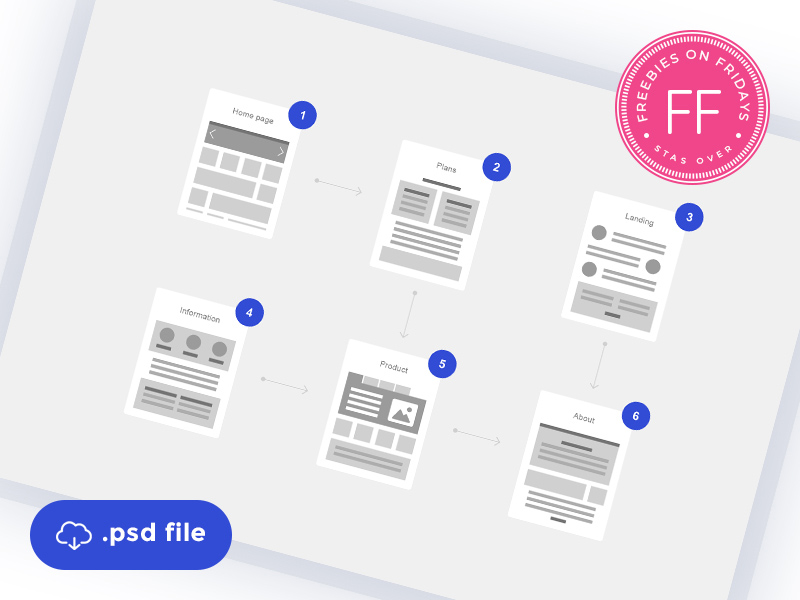 FREEBIES ON FRIDAYS
FF
STAS OVER
Home page
1
Plans
2
Landing
3
Information
4
Product
5
About
6
.psd file